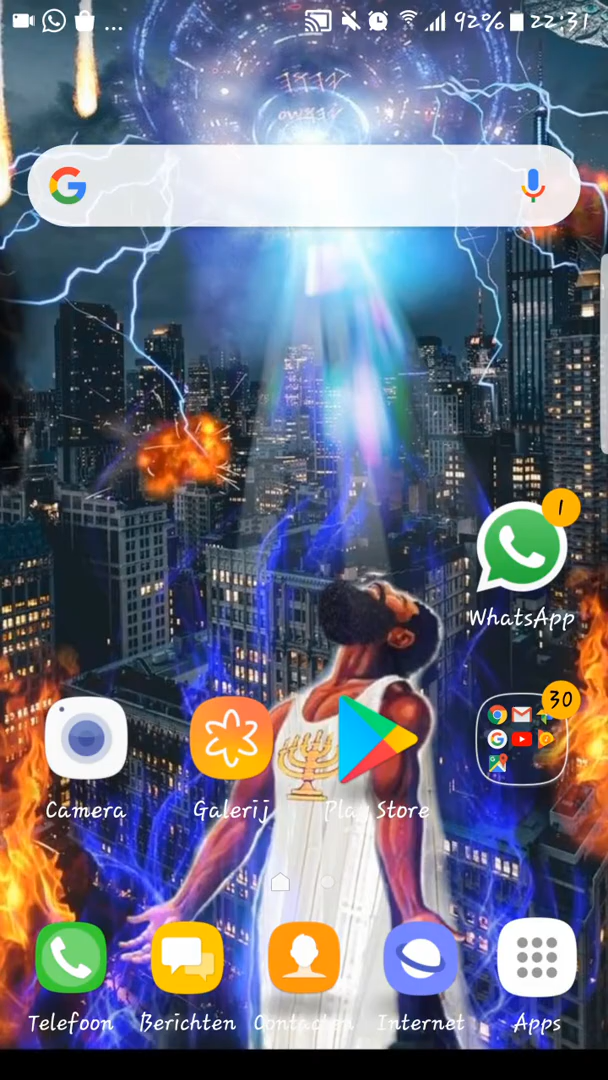 ... 92% 22:31
G
1
WhatsApp
30
Camera Galerij Play Store
Telefoon Berichten Contacten Internet Apps